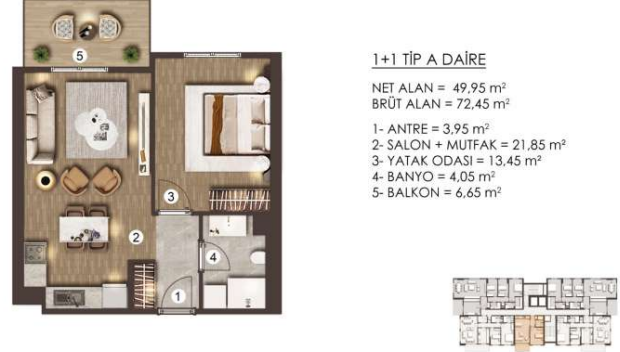 1+1 TİP A DAİRE
NET ALAN = 49,95 m²
BRÜT ALAN = 72,45 m²
1- ANTRE = 3,95 m²
2- SALON + MUTFAK = 21,85 m²
3- YATAK ODASI = 13,45 m²
4- BANYO = 4,05 m²
5- BALKON = 6,65 m²
5
3
2
4
1